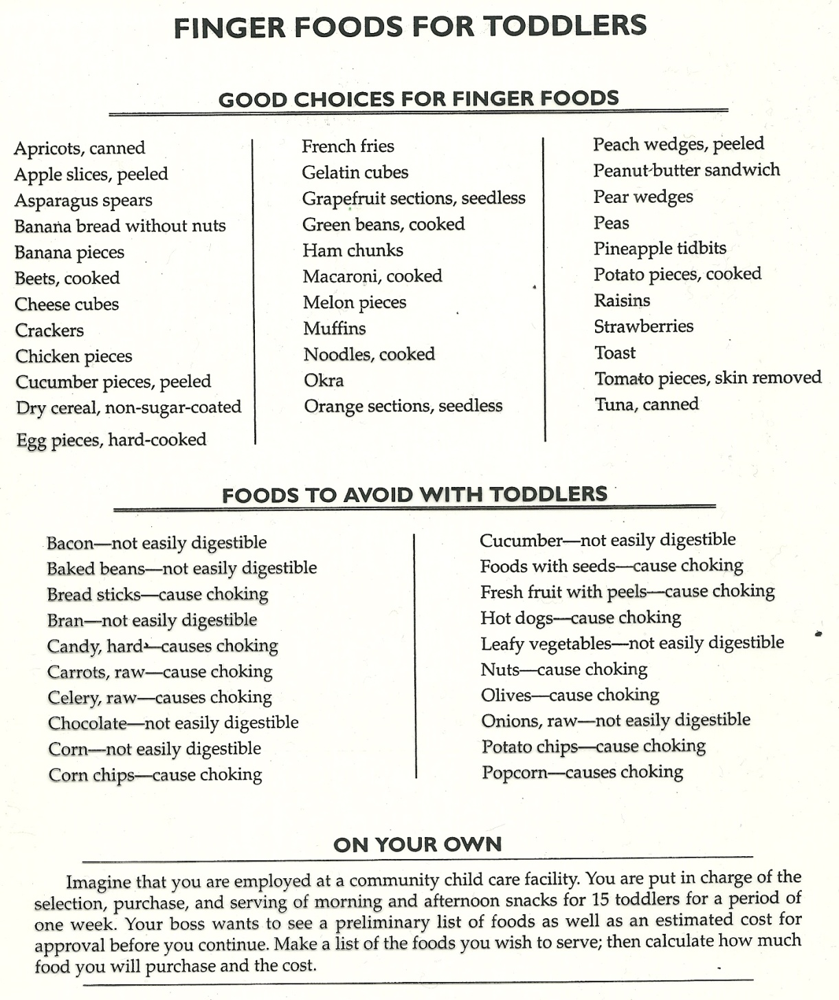 FINGER FOODS FOR TODDLERS
GOOD CHOICES FOR FINGER FOODS
Apricots, canned
Apple slices, peeled
Asparagus spears
Banana bread without nuts
Banana pieces
Beets, cooked
Cheese cubes
Crackers
Chicken pieces
Cucumber pieces, peeled
Dry cereal, non-sugar-coated
Egg pieces, hard-cooked
French fries
Gelatin cubes
Grapefruit sections, seedless
Green beans, cooked
Ham chunks
Macaroni, cooked
Melon pieces
Muffins
Noodles, cooked
Okra
Orange sections, seedless
Peach wedges, peeled
Peanut-butter sandwich
Pear wedges
Peas
Pineapple tidbits
Potato pieces, cooked
Raisins
Strawberries
Toast
Tomato pieces, skin removed
Tuna, canned
FOODS TO AVOID WITH TODDLERS
Bacon—not easily digestible
Baked beans—not easily digestible
Bread sticks—cause choking
Bran—not easily digestible
Candy, hard—causes choking
Carrots, raw—cause choking
Celery, raw—causes choking
Chocolate—not easily digestible
Corn—not easily digestible
Corn chips—cause choking
Cucumber—not easily digestible
Foods with seeds—cause choking
Fresh fruit with peels—cause choking
Hot dogs—cause choking
Leafy vegetables—not easily digestible
Nuts—cause choking
Olives—cause choking
Onions, raw—not easily digestible
Potato chips—cause choking
Popcorn—causes choking
ON YOUR OWN
Imagine that you are employed at a community child care facility. You are put in charge of the
selection, purchase, and serving of morning and afternoon snacks for 15 toddlers for a period of
one week. Your boss wants to see a preliminary list of foods as well as an estimated cost for
approval before you continue. Make a list of the foods you wish to serve; then calculate how much
food you will purchase and the cost.